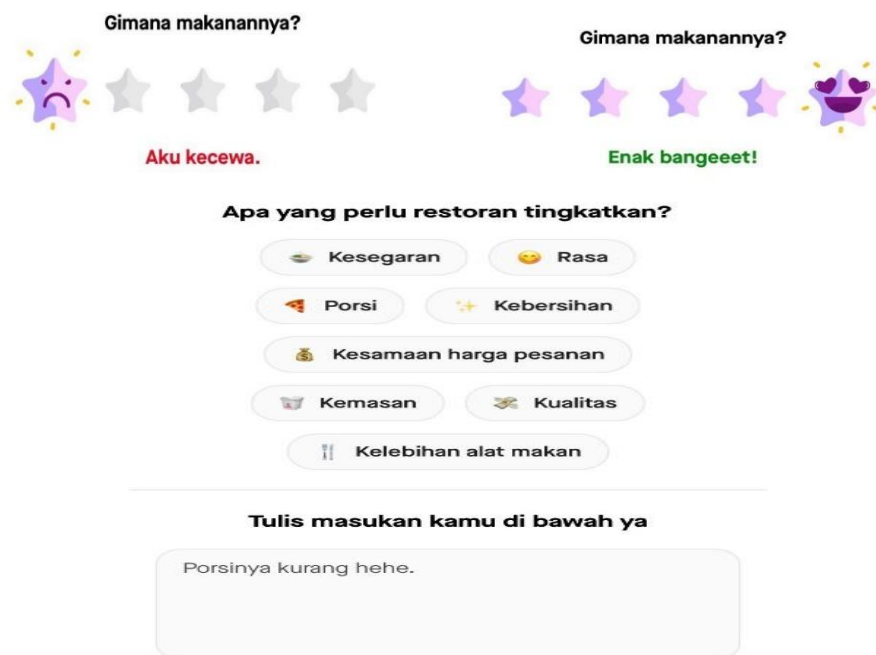 Gimana makanannya?
Aku kecewa.
Gimana makanannya?
Enak bangeeet!
Apa yang perlu restoran tingkatkan?
Kesegaran
Rasa
Porsi
Kebersihan
Kesamaan harga pesanan
Kemasan
Kualitas
Kelebihan alat makan
Tulis masukan kamu di bawah ya
Porsinya kurang hehe.